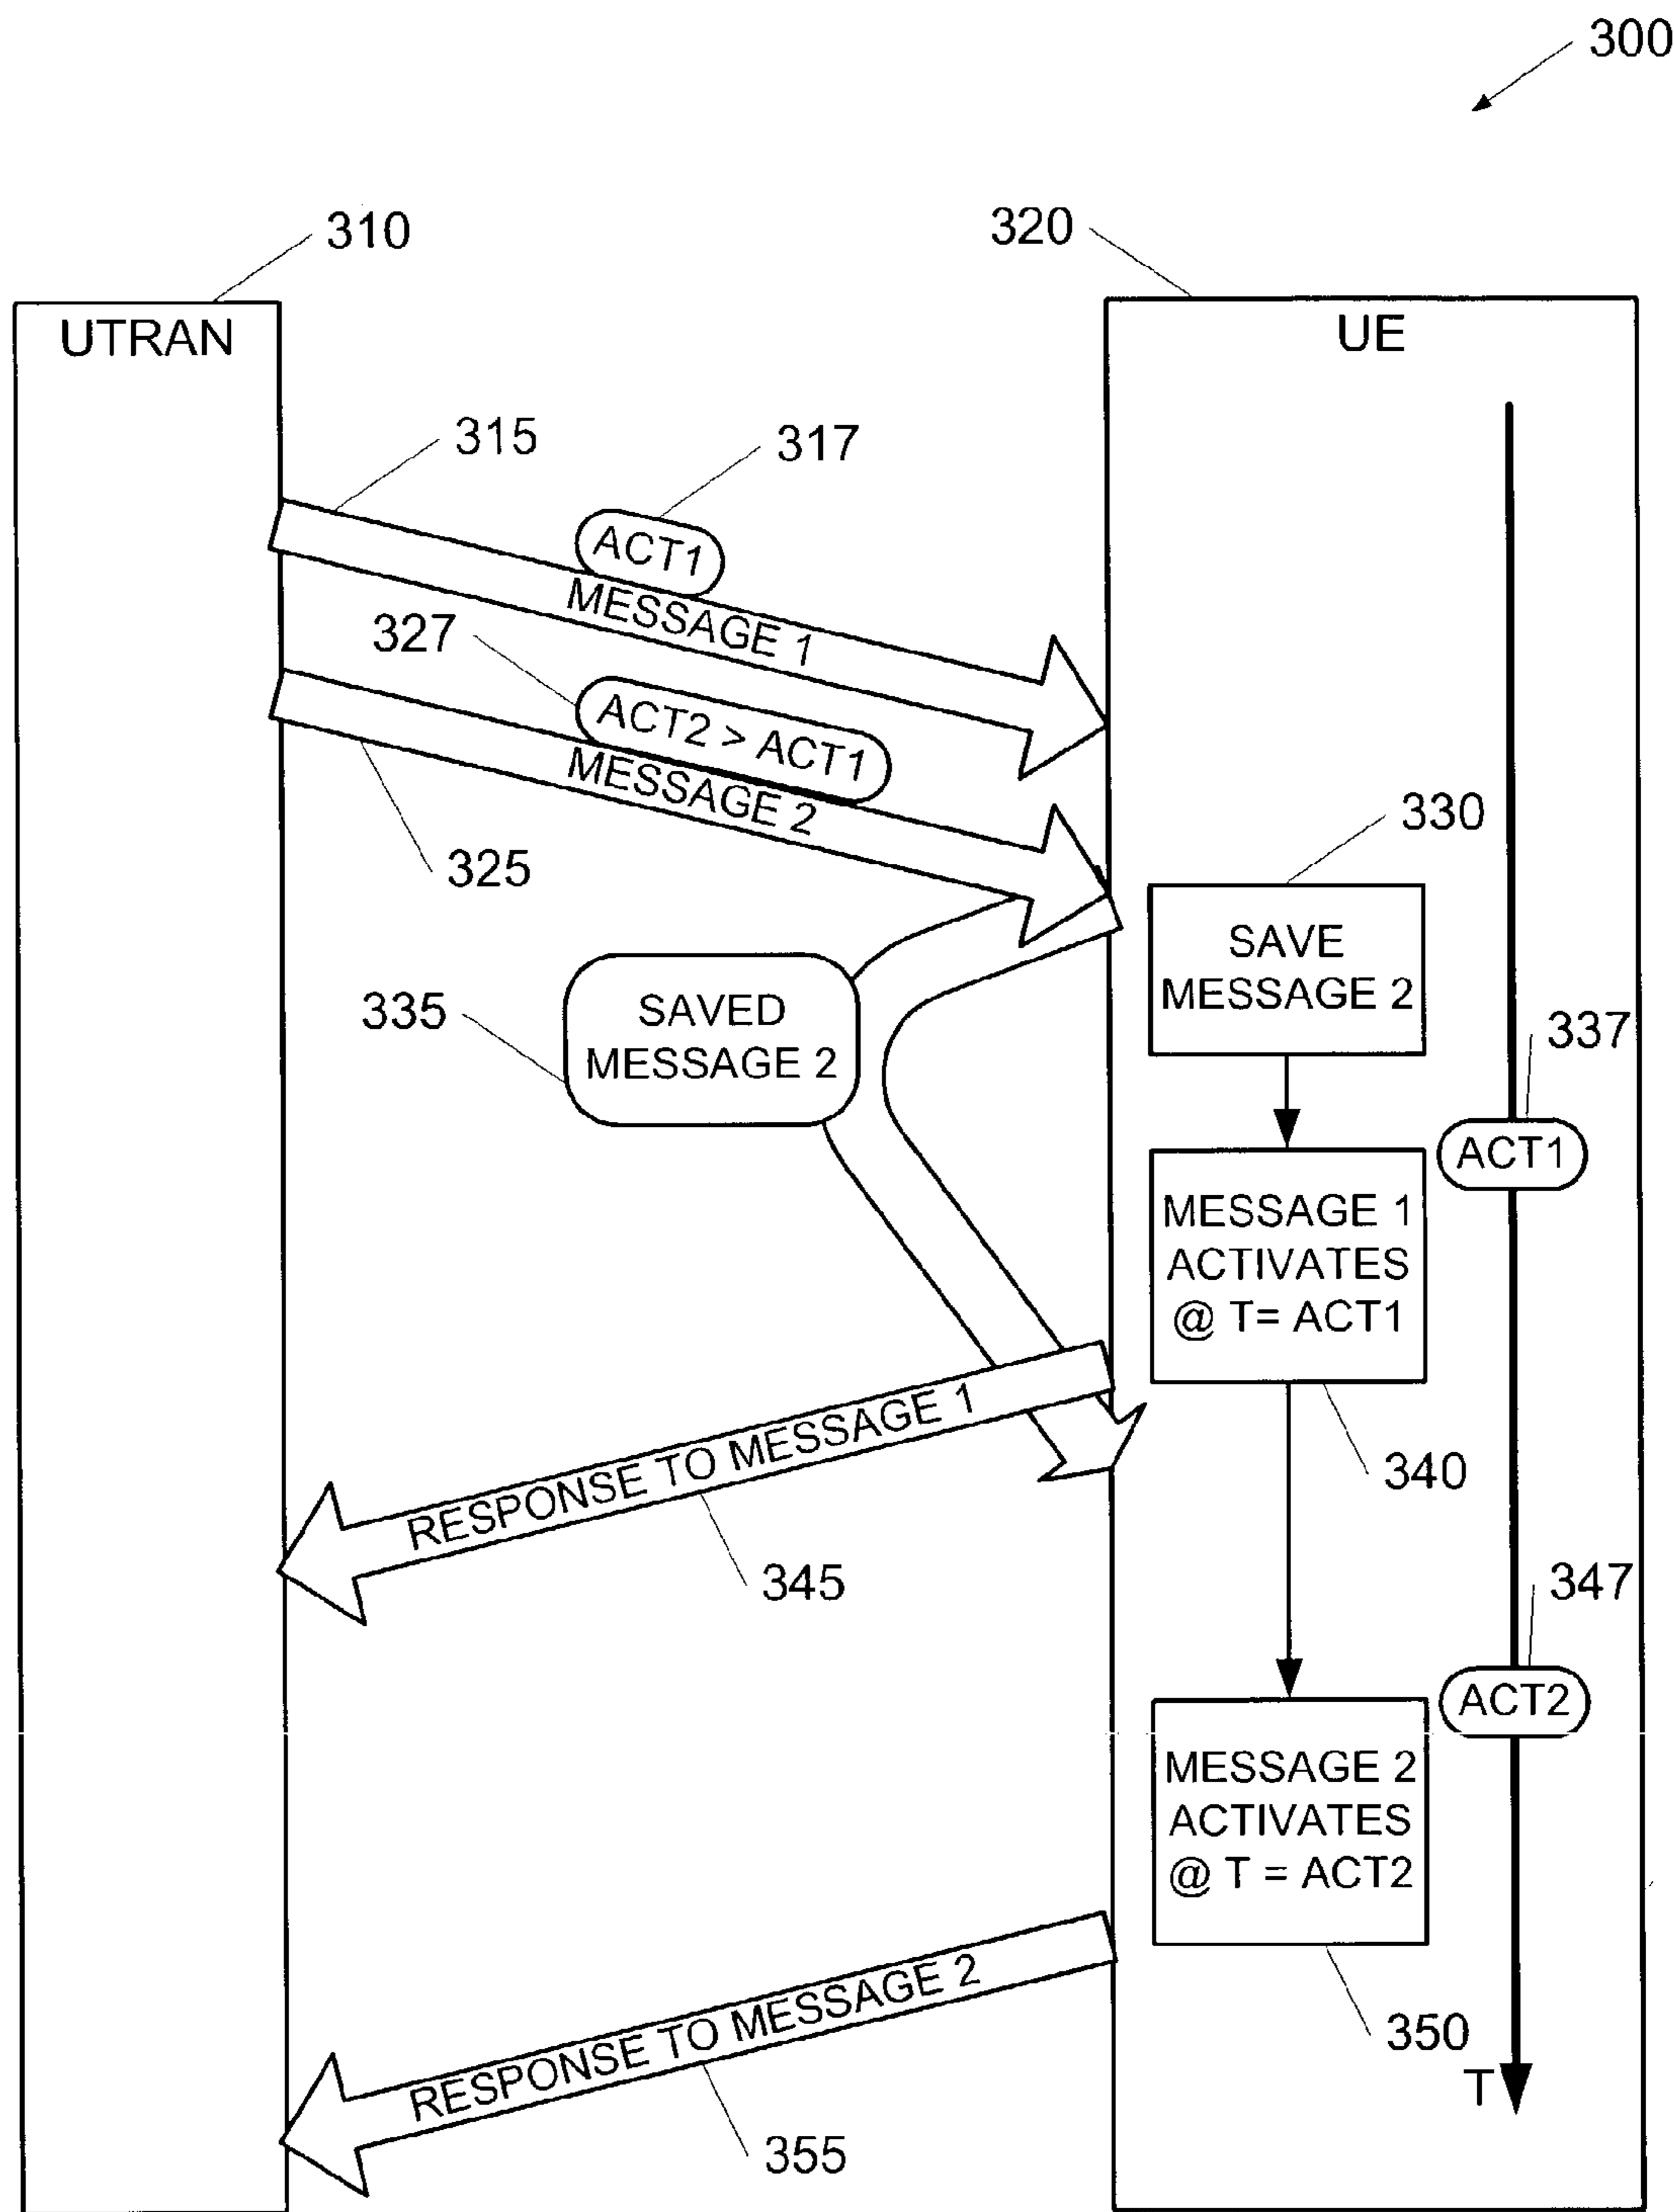 300
310
320
UTRAN
UE
315
317
ACT1
MESSAGE 1
327
ACT2 > ACT1
MESSAGE 2
325
330
SAVE
MESSAGE 2
335
SAVED
MESSAGE 2
337
ACT1
MESSAGE 1
ACTIVATES
@ T= ACT1
340
RESPONSE TO MESSAGE 1
345
347
ACT2
MESSAGE 2
ACTIVATES
@ T = ACT2
350
T
RESPONSE TO MESSAGE 2
355